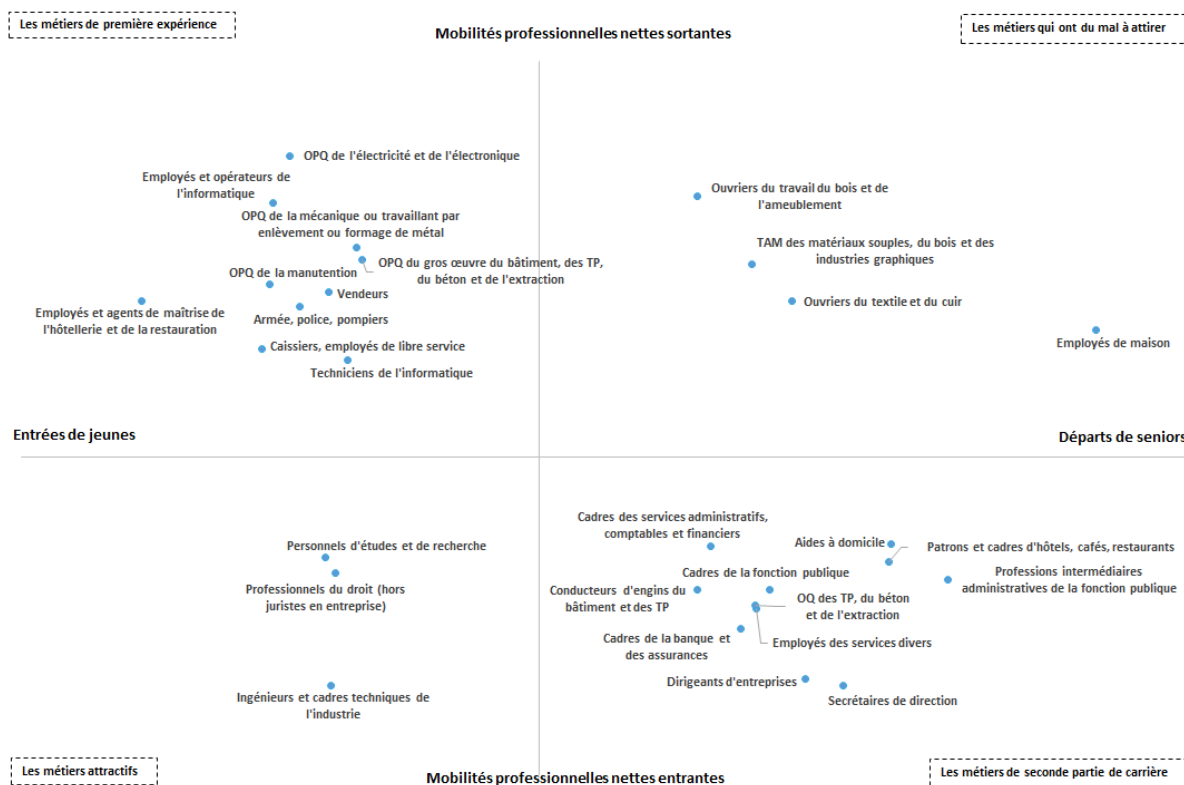 Les métiers de première expérience
Mobilités professionnelles nettes sortantes
Les métiers qui ont du mal à attirer
OPQ de l'électricité et de l'électronique
Employés et opérateurs de
l'informatique
OPQ de la mécanique ou travaillant par
enlèvement ou formage de métal
OPQ du gros œuvre du bâtiment, des TP,
du béton et de l'extraction
OPQ de la manutention
Vendeurs
Employés et agents de maîtrise de
l'hôtellerie et de la restauration
Armée, police, pompiers
Caissiers, employés de libre service
Techniciens de l'informatique
Ouvriers du travail du bois et de
l'ameublement
TAM des matériaux souples, du bois et des
industries graphiques
Ouvriers du textile et du cuir
Employés de maison
Entrées de jeunes
Départs de seniors
Personnels d'études et de recherche
Professionnels du droit (hors
juristes en entreprise)
Ingénieurs et cadres techniques de
l'industrie
Cadres des services administratifs,
comptables et financiers
Aides à domicile
Patrons et cadres d'hôtels, cafés, restaurants
Cadres de la fonction publique
Professions intermédiaires
administratives de la fonction publique
Conducteurs d'engins du
bâtiment et des TP
OQ des TP, du béton
et de l'extraction
Employés des services divers
Cadres de la banque et
des assurances
Dirigeants d'entreprises
Secrétaires de direction
Les métiers attractifs
Mobilités professionnelles nettes entrantes
Les métiers de seconde partie de carrière